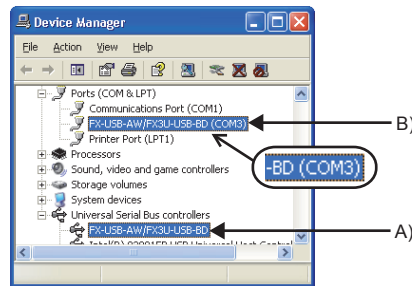 Device Manager
File Action View Help
Ports (COM & LPT)
Communications Port (COM1)
FX-USB-AW/FX3U-USB-BD (COM3)
B)
Printer Port (LPT1)
Processors
-BD (COM3)
Sound, video and game controllers
Storage volumes
System devices
Universal Serial Bus controllers
FX-USB-AW/FX3U-USB-BD
A)